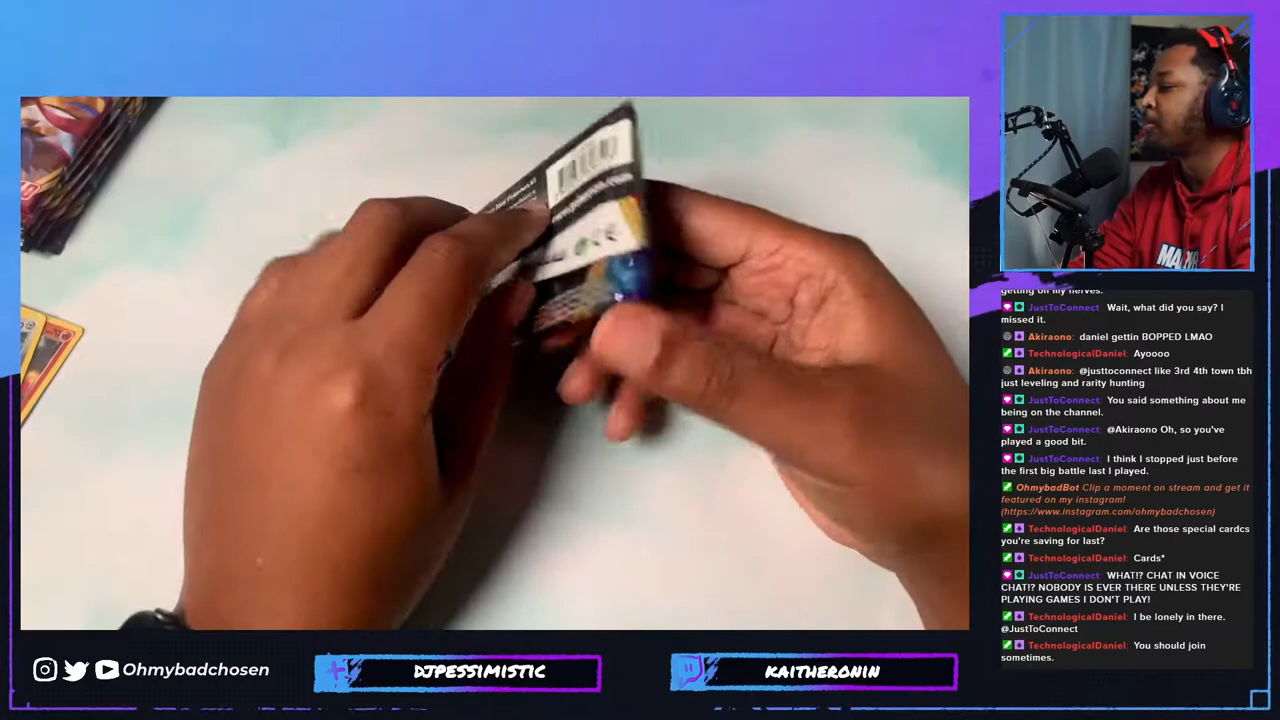 getting on my nerves.
JustToConnect: Wait, what did you say? I
missed it.
Akiraono: daniel gettin BOPPED LMAO
TechnologicalDaniel: Ayoooo
Akiraono: @justtoconnect like 3rd 4th town tbh
just leveling and rarity hunting
JustToConnect: You said something about me
being on the channel.
JustToConnect: @Akiraono Oh, so you've
played a good bit.
JustToConnect: I think I stopped just before
the first big battle last I played.
OhmybadBot Clip a moment on stream and get it
featured on my instagram!
(https://www.instagram.com/ohmybadchosen)
TechnologicalDaniel: Are those special cardcs
you're saving for last?
TechnologicalDaniel: Cards*
JustToConnect: WHAT!? CHAT IN VOICE
CHAT!? NOBODY IS EVER THERE UNLESS THEY'RE
PLAYING GAMES I DON'T PLAY!
TechnologicalDaniel: I be lonely in there.
@JustToConnect
TechnologicalDaniel: You should join
sometimes.
Ohmybadchosen
DJPESSIMISTIC
KAITHERONIN